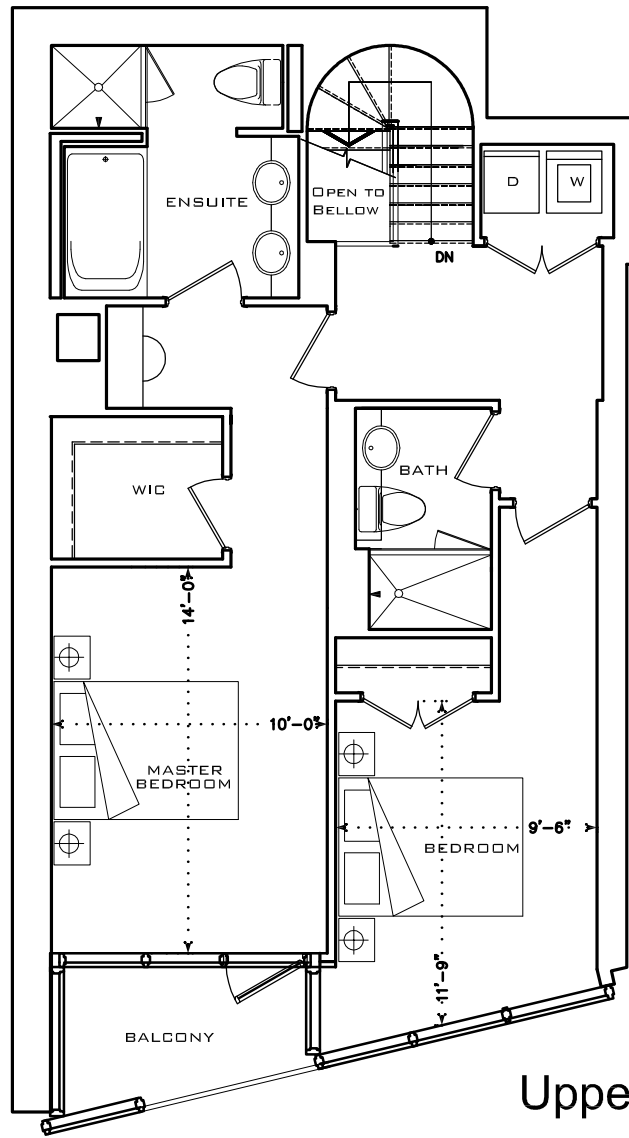 D
W
ENSUITE
OPEN TO
BELLOW
DN
BATH
WIC
14'-0"
10'-0"
MASTER
BEDROOM
9'-6"
BEDROOM
11'-9"
BALCONY
Uppe